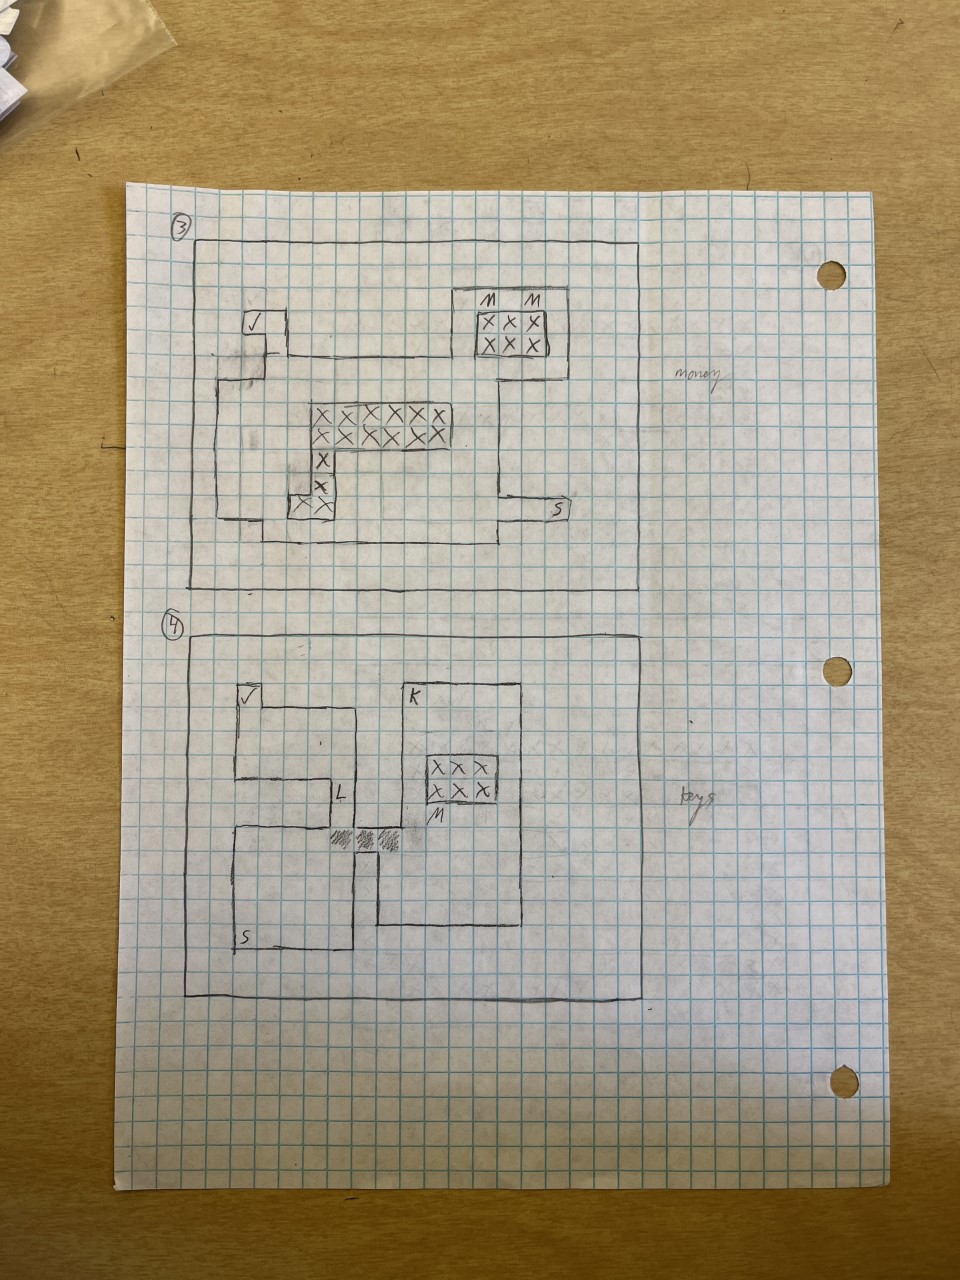 ③
M M
✓ X X X
X X X
money
X X X X X X
X X X X X X
X
X
X X S
④
✓ K
X X X
L X X X keys
M
S